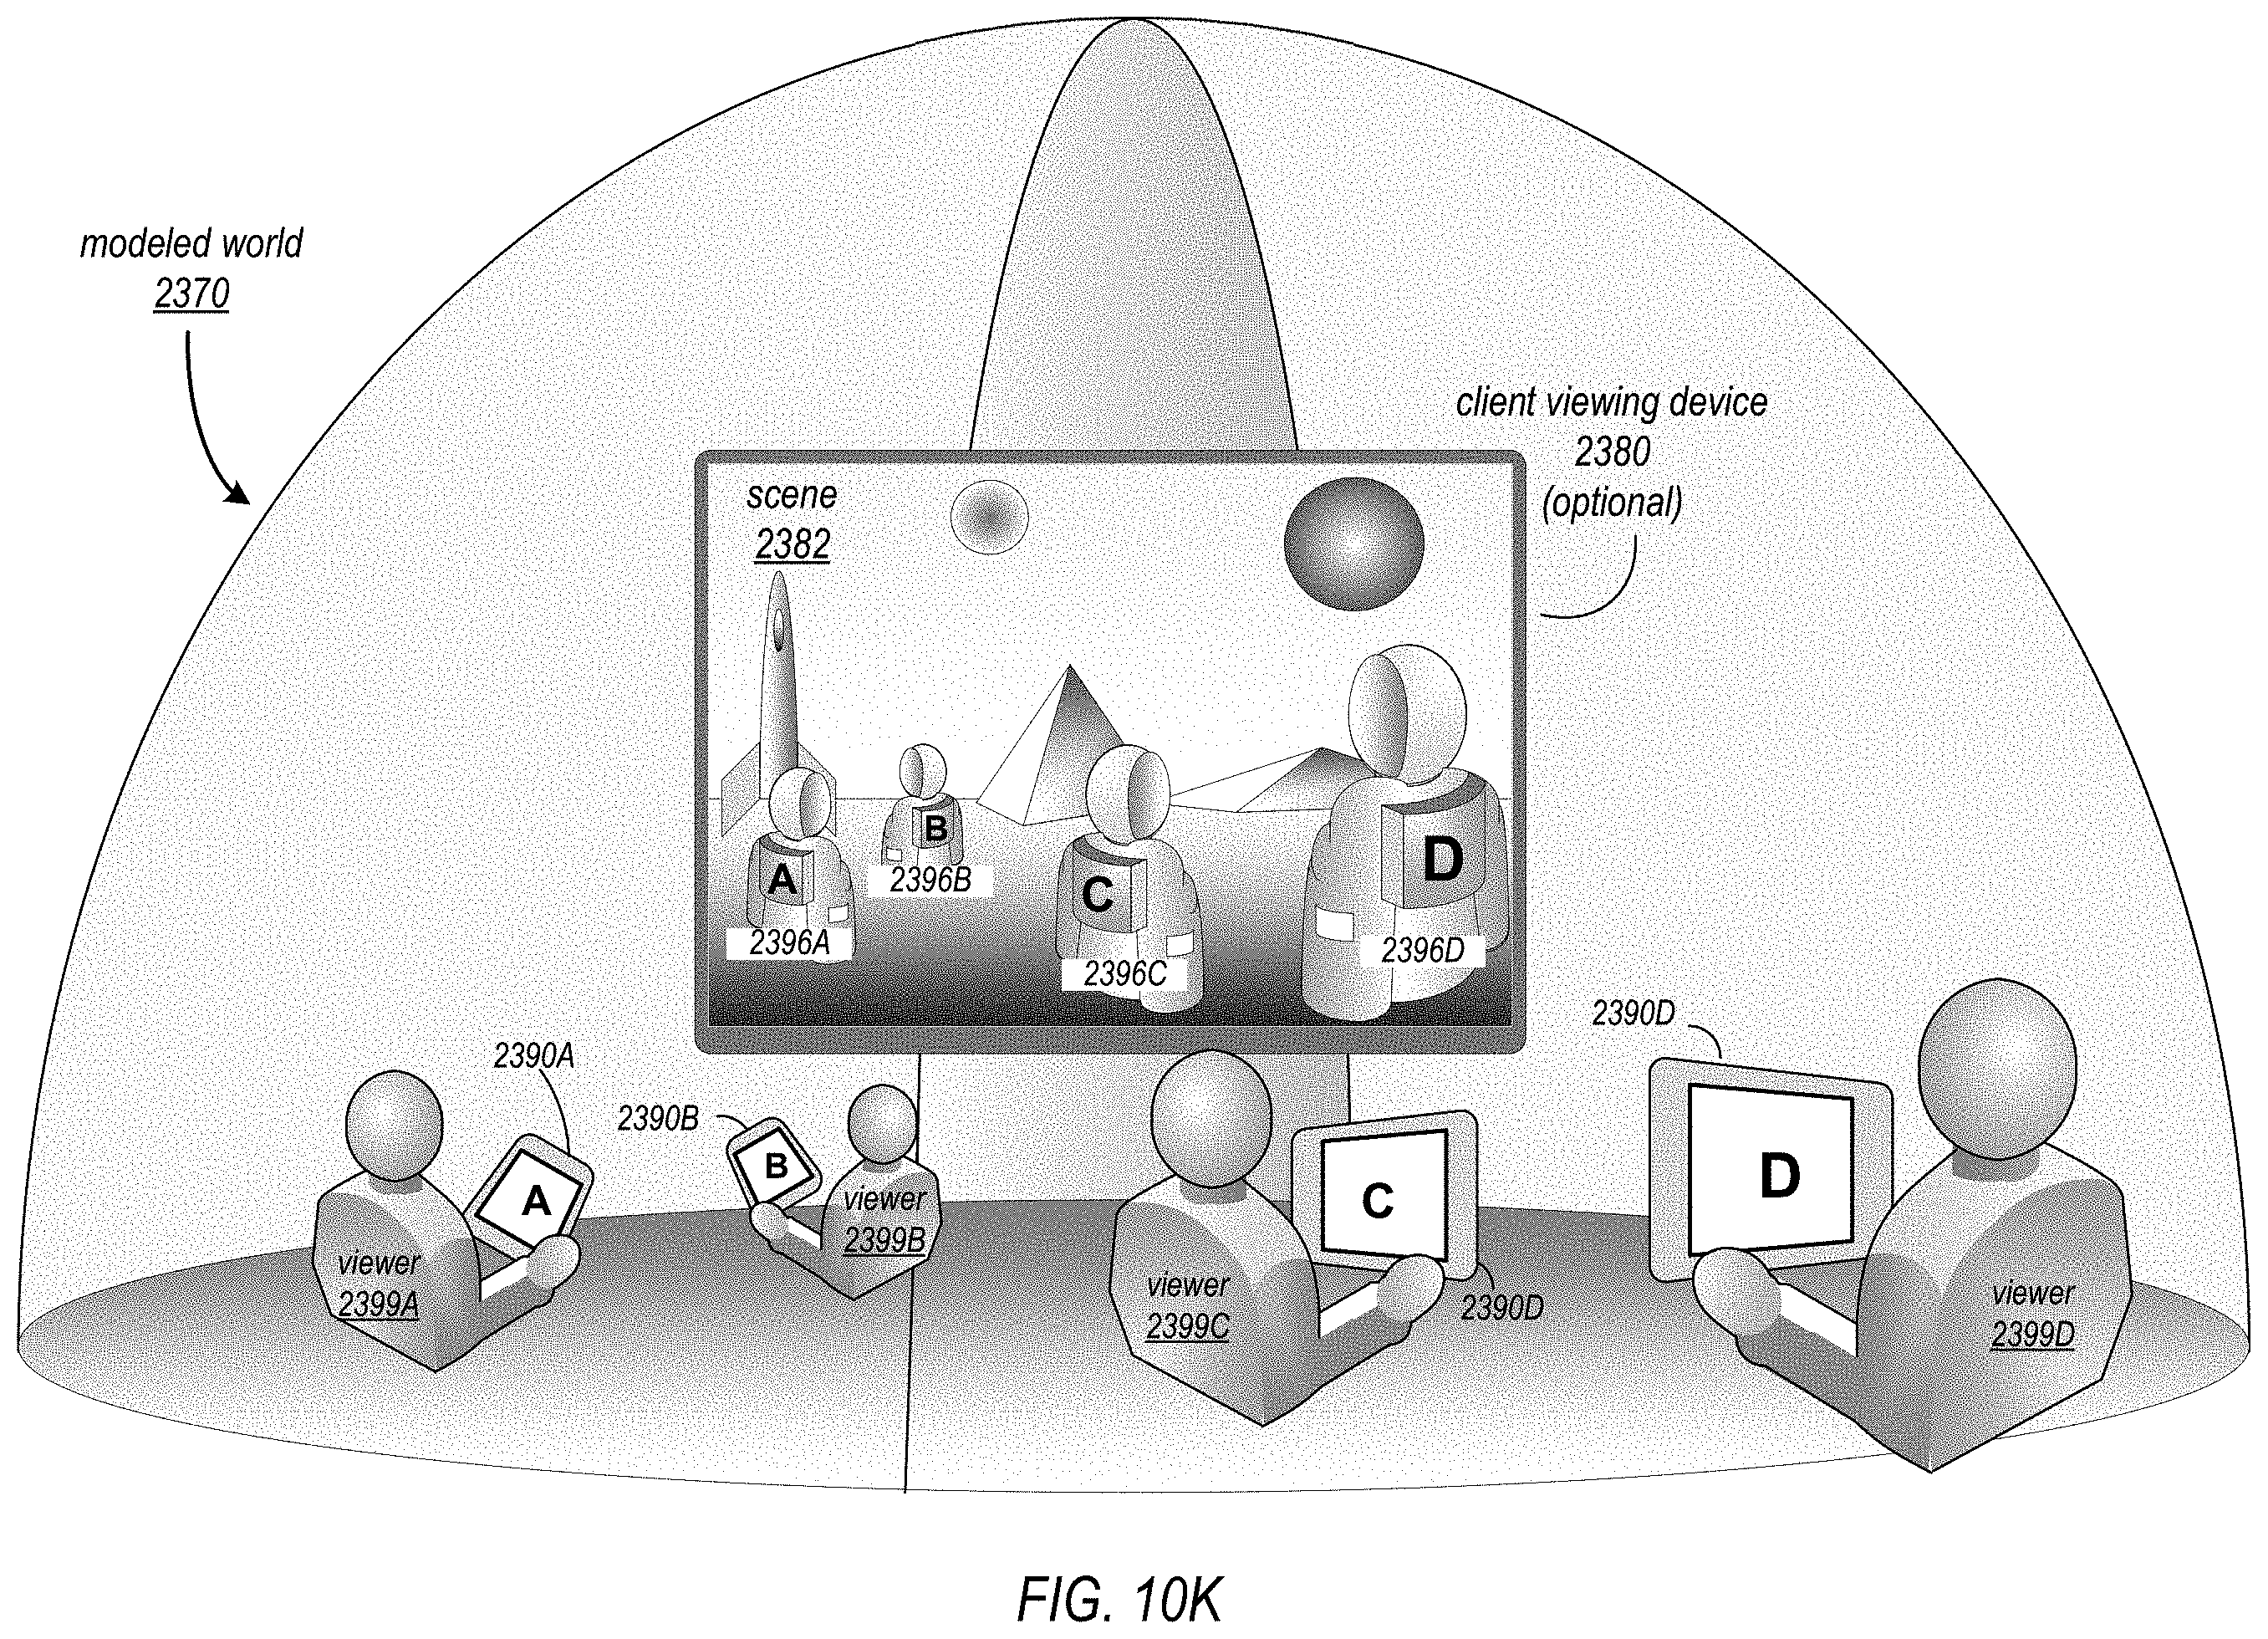 modeled world
2370
client viewing device
2380
(optional)
scene
2382
B
2396B
A
2396A
C
2396C
D
2396D
2390A
2390B
2390D
A
B
C
D
viewer
2399A
viewer
2399B
viewer
2399C
2390D
viewer
2399D
FIG. 10K